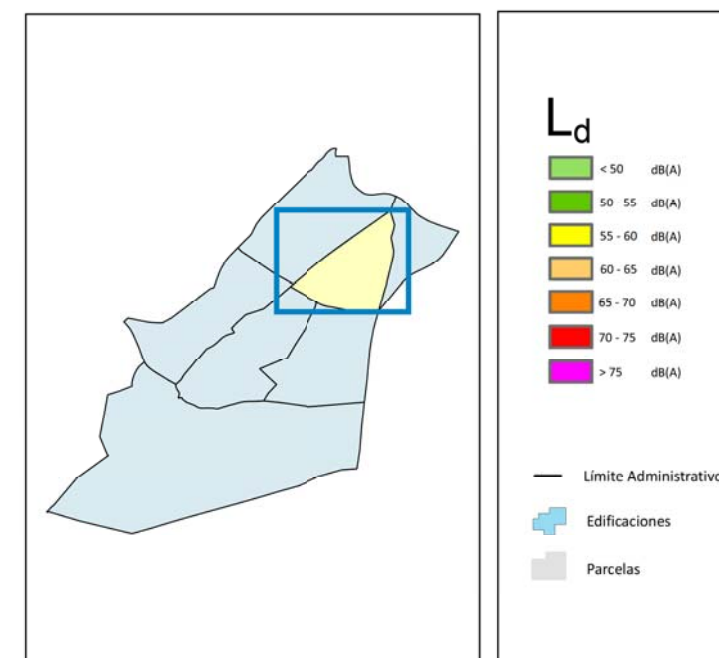 Ld
< 50 dB(A)
50 - 55 dB(A)
55 - 60 dB(A)
60 - 65 dB(A)
65 - 70 dB(A)
70 - 75 dB(A)
> 75 dB(A)
Límite Administrativo
Edificaciones
Parcelas